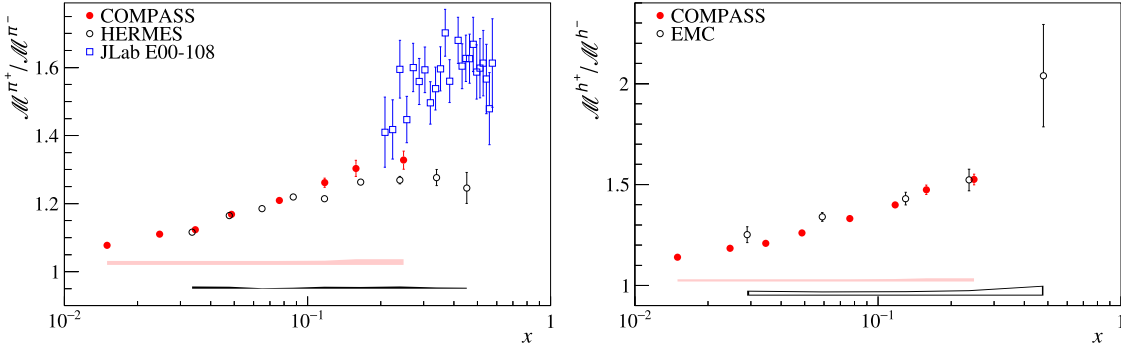 COMPASS
HERMES
JLab E00-108
ℳ^π+/ℳ^π−
1.6
1.4
1.2
1
10^−2
10^−1
1
x
COMPASS
EMC
ℳ^h+/ℳ^h−
2
1.5
1
10^−2
10^−1
1
x